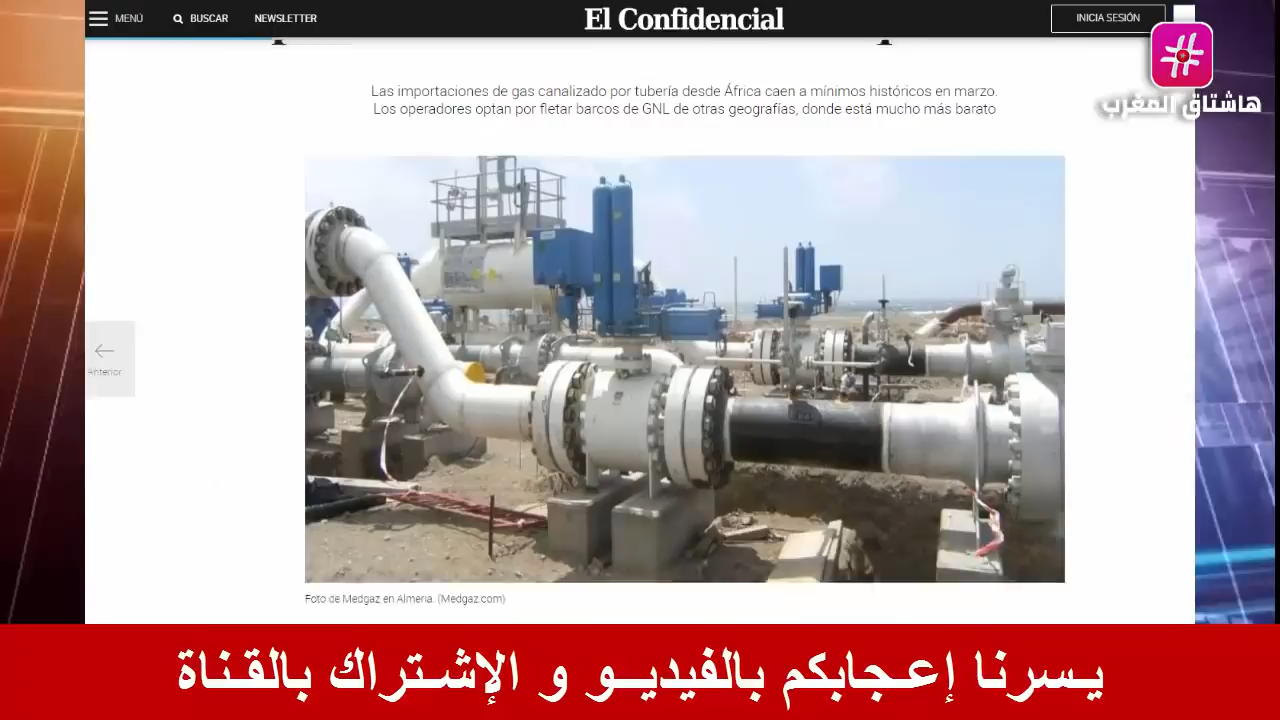 MENÚ BUSCAR NEWSLETTER El Confidencial INICIA SESIÓN
هاشتاق المغرب
Las importaciones de gas canalizado por tubería desde África caen a mínimos históricos en marzo.
Los operadores optan por fletar barcos de GNL de otras geografías, donde está mucho más barato
Anterior
Foto de Medgaz en Almería. (Medgaz.com)
يسرنا إعجابكم بالفيديو و الإشتراك بالقناة